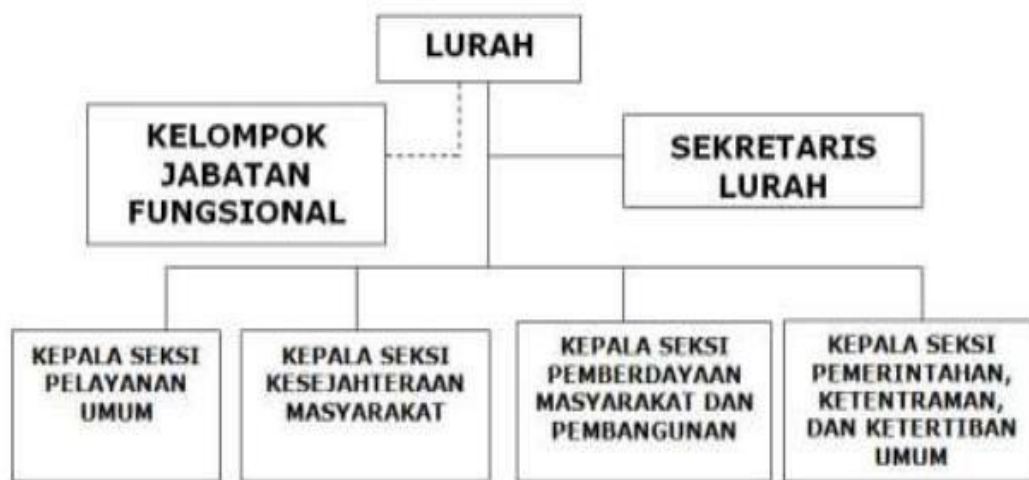 LURAH
KELOMPOK
JABATAN
FUNGSIONAL
SEKRETARIS
LURAH
KEPALA SEKSI
PELAYANAN
UMUM
KEPALA SEKSI
KESEJAHTERAAN
MASYARAKAT
KEPALA SEKSI
PEMBERDAYAAN
MASYARAKAT DAN
PEMBANGUNAN
KEPALA SEKSI
PEMERINTAHAN,
KETENTRAMAN,
DAN KETERTIBAN
UMUM